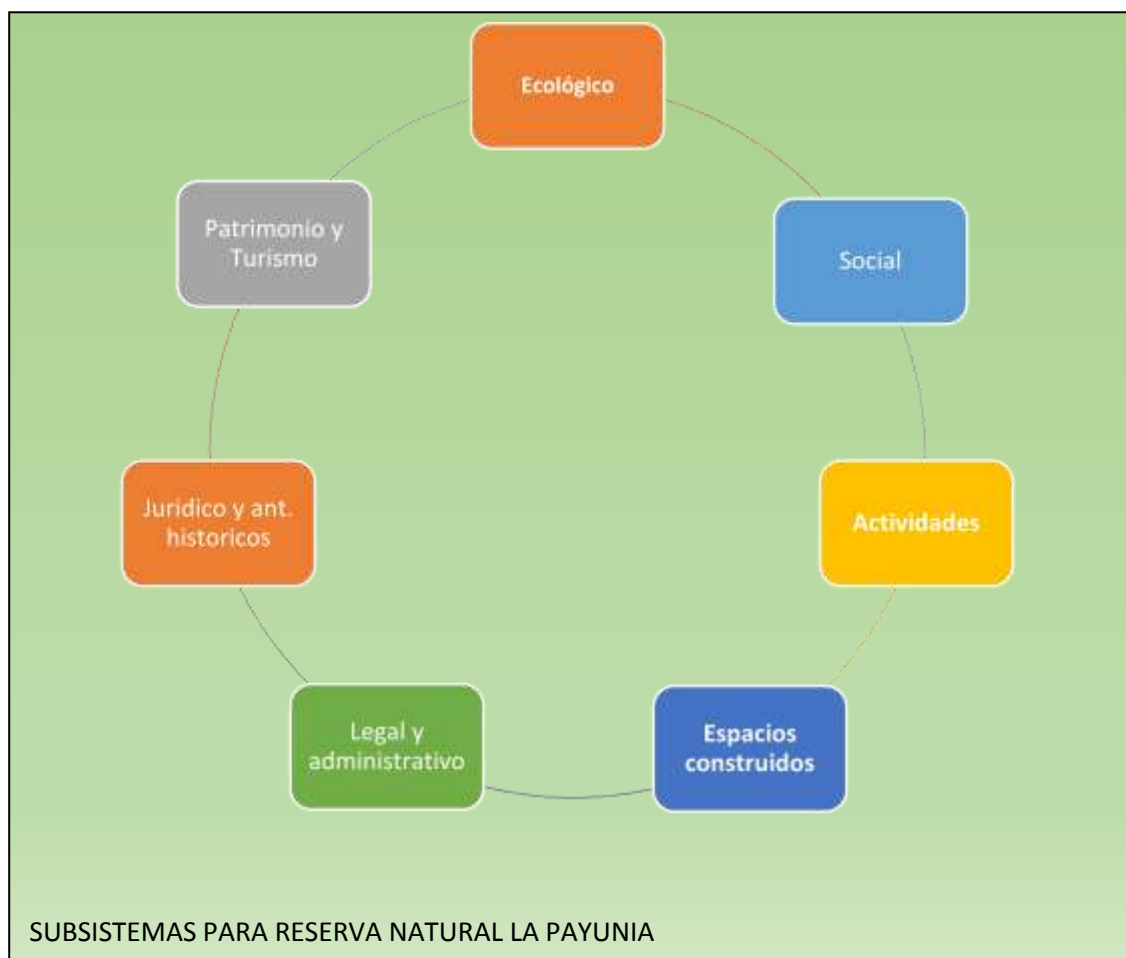 Ecológico
Social
Actividades
Espacios
construidos
Legal y
administrativo
Juridico y ant.
historicos
Patrimonio y
Turismo
SUBSISTEMAS PARA RESERVA NATURAL LA PAYUNIA